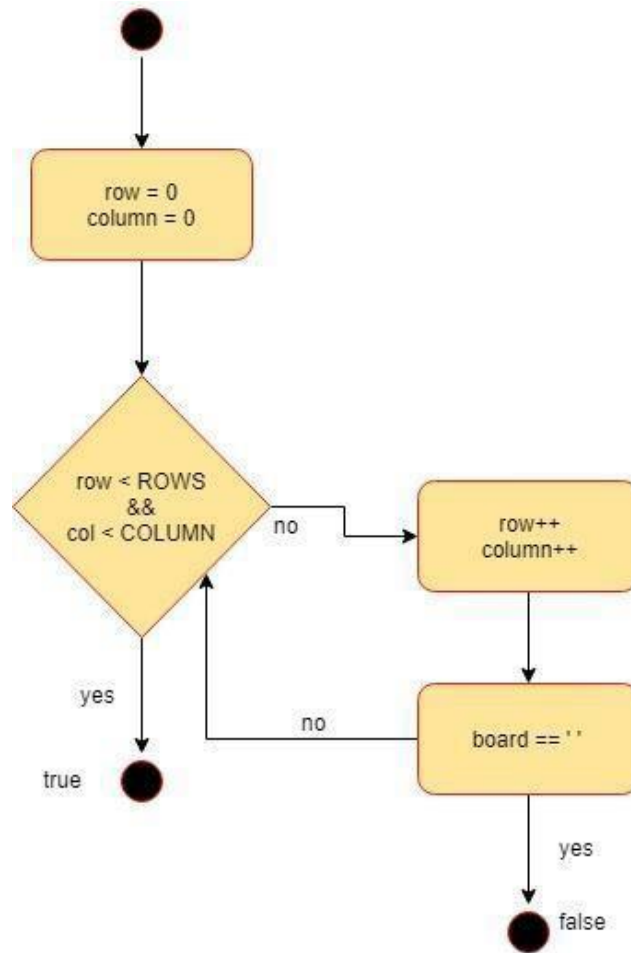 row = 0
column = 0
row < ROWS
&&
col < COLUMN
no
row++
column++
yes
no
board == ' '
true
yes
false